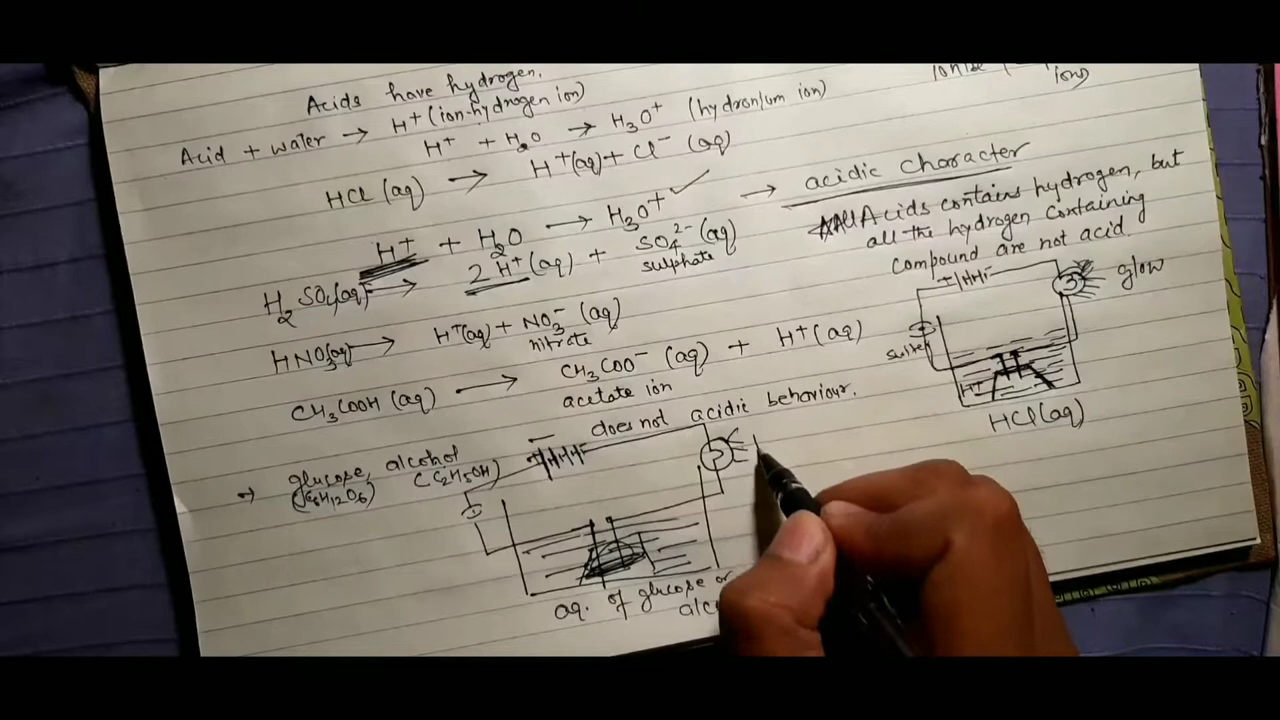 Acids have hydrogen.
Acid + water → H⁺ (ion-hydrogen ion)
H⁺ + H₂O → H₃O⁺ (hydronium ion)
HCl (aq) → H⁺(aq) + Cl⁻ (aq)
H⁺ + H₂O → H₃O⁺ ✓ → acidic character
H₂SO₄(aq) → 2H⁺(aq) + SO₄²⁻ (aq)
sulphate
HNO₃(aq) → H⁺(aq) + NO₃⁻ (aq)
nitrate
CH₃COOH (aq) → CH₃COO⁻ (aq) + H⁺(aq)
acetate ion
ions
All Acids contains hydrogen, but
all the hydrogen containing
compound are not acid
glow
H⁺
HCl(aq)
→ glucose, alcohol does not acidic behaviour.
(C₆H₁₂O₆) (C₂H₅OH)
aq. of glucose or